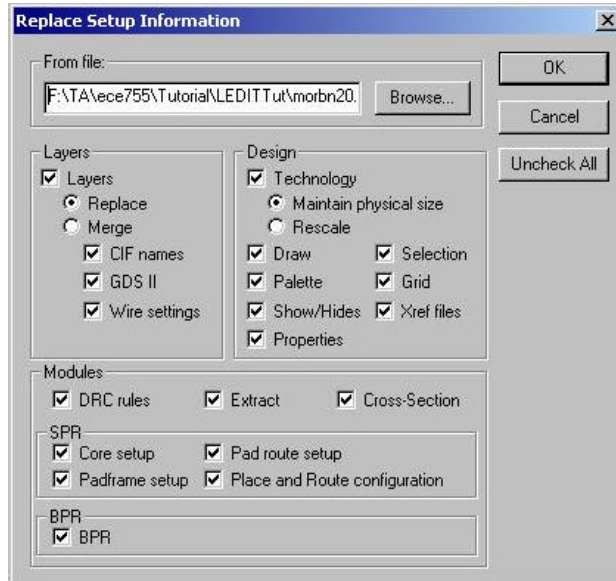 Replace Setup Information
From file:
F:\TA\ece755\Tutorial\LEDITTut\morbn20.
Browse...
OK
Cancel
Uncheck All
Layers
Layers
Replace
Merge
CIF names
GDS II
Wire settings
Design
Technology
Maintain physical size
Rescale
Draw Selection
Palette Grid
Show/Hides Xref files
Properties
Modules
DRC rules Extract Cross-Section
SPR
Core setup Pad route setup
Padframe setup Place and Route configuration
BPR
BPR